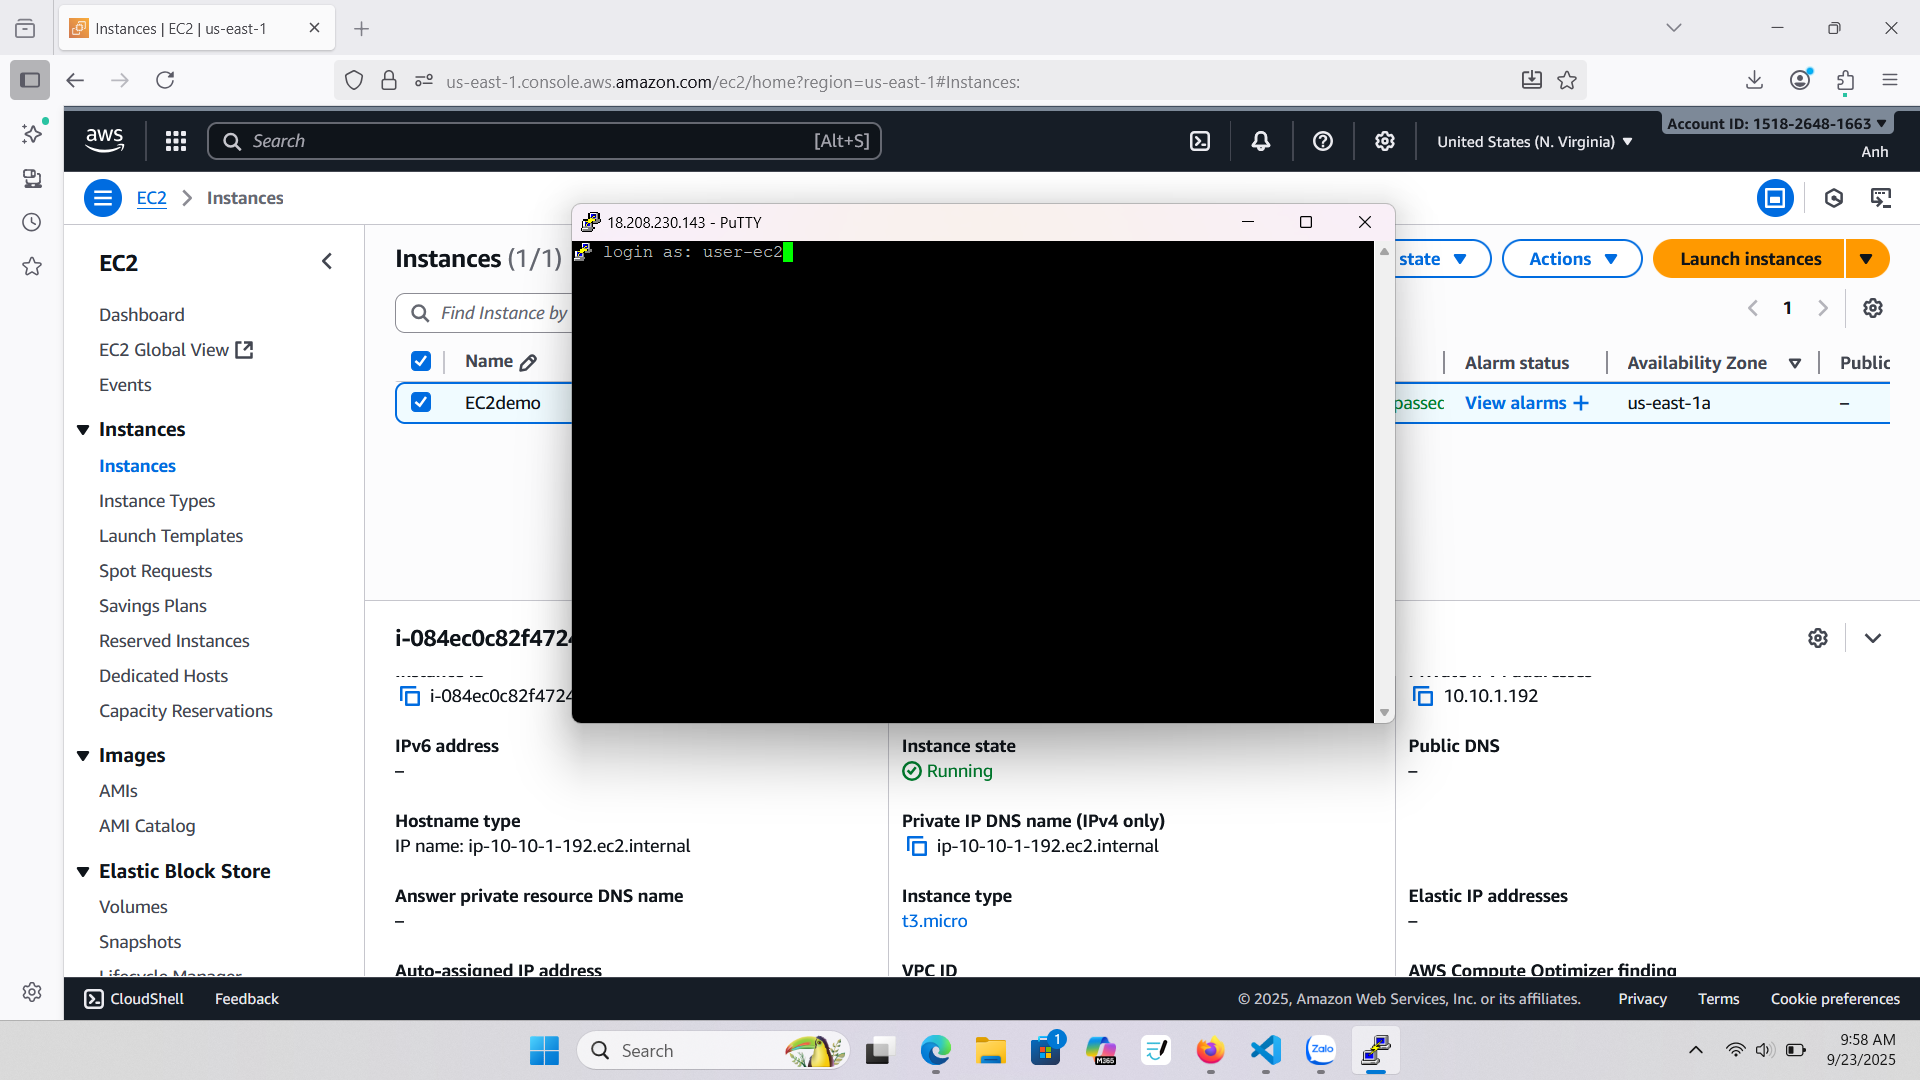 Instances | EC2 | us-east-1
us-east-1.console.aws.amazon.com/ec2/home?region=us-east-1#Instances:
aws
Search
[Alt+S]
United States (N. Virginia)
Account ID: 1518-2648-1663
Anh
EC2
Instances
18.208.230.143 - PuTTY
login as: user-ec2
EC2
Dashboard
EC2 Global View
Events
Instances
Instances
Instance Types
Launch Templates
Spot Requests
Savings Plans
Reserved Instances
Dedicated Hosts
Capacity Reservations
Images
AMIs
AMI Catalog
Elastic Block Store
Volumes
Snapshots
Lifecycle Manager
Instances (1/1)
state
Actions
Launch instances
Find Instance by
1
Name
Alarm status
Availability Zone
Public
EC2demo
passed
View alarms +
us-east-1a
–
i-084ec0c82f4724
i-084ec0c82f4724
10.10.1.192
IPv6 address
–
Instance state
Running
Public DNS
–
Hostname type
IP name: ip-10-10-1-192.ec2.internal
Private IP DNS name (IPv4 only)
ip-10-10-1-192.ec2.internal
Answer private resource DNS name
–
Instance type
t3.micro
Elastic IP addresses
–
Auto-assigned IP address
VPC ID
AWS Compute Optimizer finding
CloudShell
Feedback
© 2025, Amazon Web Services, Inc. or its affiliates.
Privacy
Terms
Cookie preferences
Search
1
M365
Zalo
9:58 AM
9/23/2025